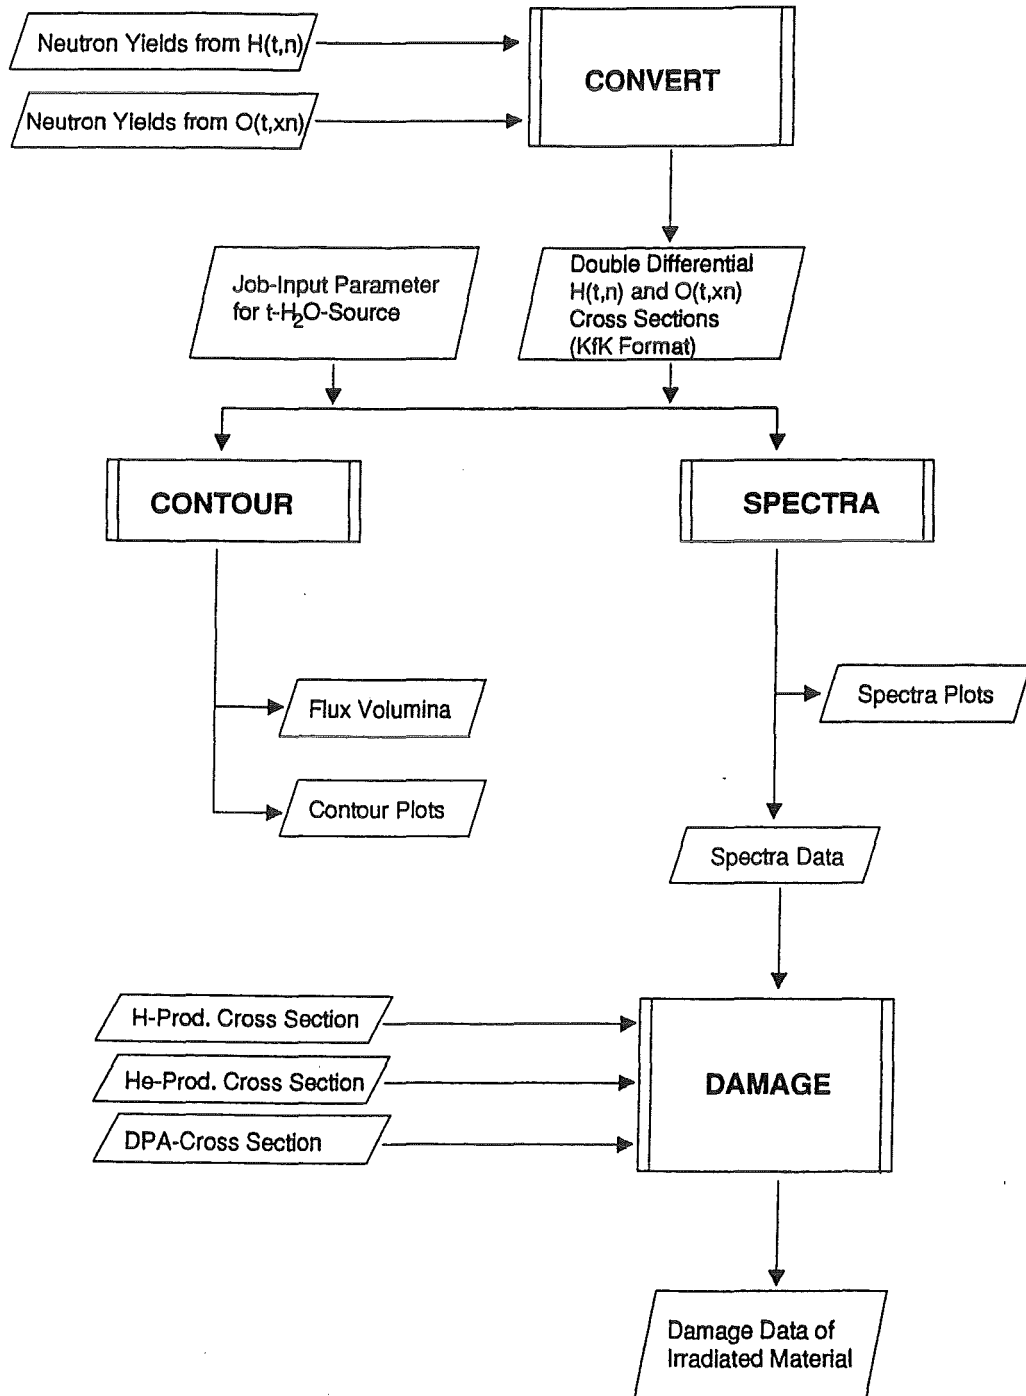 Neutron Yields from H(t,n)
CONVERT
Neutron Yields from O(t,xn)
Job-Input Parameter
for t-H₂O-Source
Double Differential
H(t,n) and O(t,xn)
Cross Sections
(KfK Format)
CONTOUR
SPECTRA
Flux Volumina
Spectra Plots
Contour Plots
Spectra Data
H-Prod. Cross Section
He-Prod. Cross Section
DPA-Cross Section
DAMAGE
Damage Data of
Irradiated Material